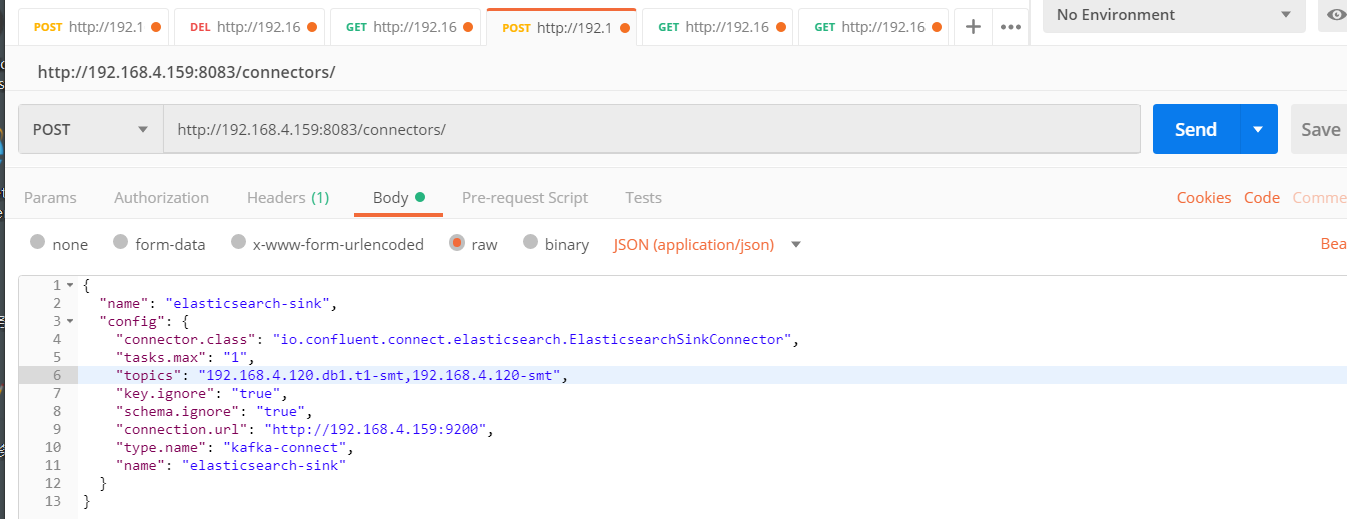 POST http://192.1 DEL http://192.16 GET http://192.16 POST http://192.1 GET http://192.16 GET http://192.16 + ••• No Environment
http://192.168.4.159:8083/connectors/
POST http://192.168.4.159:8083/connectors/ Send Save
Params Authorization Headers (1) Body Pre-request Script Tests Cookies Code Comme
none form-data x-www-form-urlencoded raw binary JSON (application/json) Bea
1 {
2 "name": "elasticsearch-sink",
3 "config": {
4 "connector.class": "io.confluent.connect.elasticsearch.ElasticsearchSinkConnector",
5 "tasks.max": "1",
6 "topics": "192.168.4.120.db1.t1-smt,192.168.4.120-smt",
7 "key.ignore": "true",
8 "schema.ignore": "true",
9 "connection.url": "http://192.168.4.159:9200",
10 "type.name": "kafka-connect",
11 "name": "elasticsearch-sink"
12 }
13 }